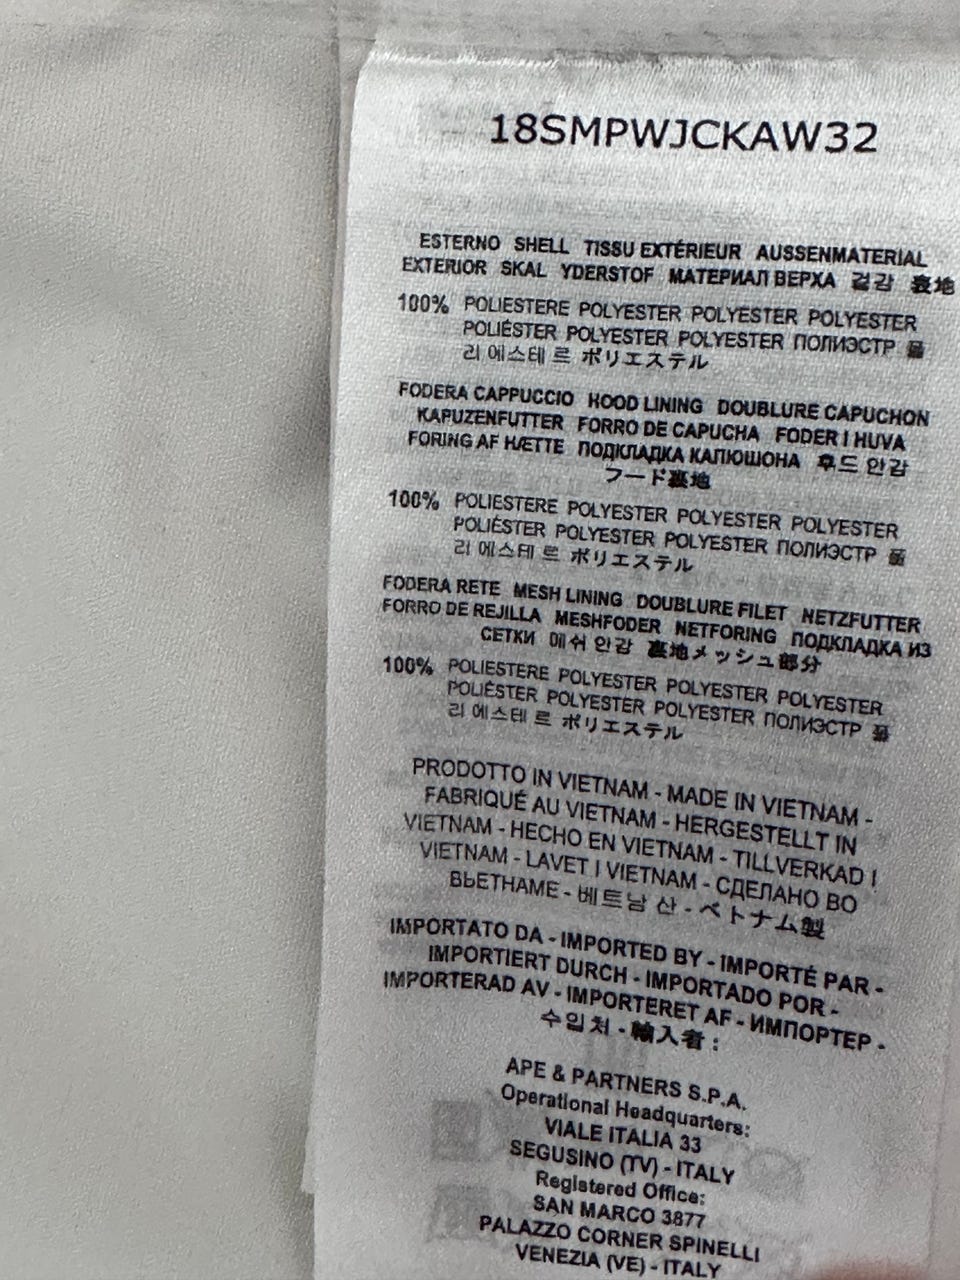 18SMPWJCKAW32
ESTERNO SHELL TISSU EXTÉRIEUR AUSSENMATERIAL
EXTERIOR SKAL YDERSTOF МАТЕРИАЛ ВЕРХА 겉감 表地
100% POLIESTERE POLYESTER POLYESTER POLYESTER
POLIÉSTER POLYESTER POLYESTER ПОЛИЭСТР 폴
리 에스테 르 ポリエステル
FODERA CAPPUCCIO HOOD LINING DOUBLURE CAPUCHON
KAPUZENFUTTER FORRO DE CAPUCHA FODER I HUVA
FORING AF HÆTTE ПОДКЛАДКА КАПЮШОНА 후드 안감
フード裏地
100% POLIESTERE POLYESTER POLYESTER POLYESTER
POLIÉSTER POLYESTER POLYESTER ПОЛИЭСТР 폴
리 에스테 르 ポリエステル
FODERA RETE MESH LINING DOUBLURE FILET NETZFUTTER
FORRO DE REJILLA MESHFODER NETFORING ПОДКЛАДКА ИЗ
СЕТКИ 메쉬 안감 裏地メッシュ部分
100% POLIESTERE POLYESTER POLYESTER POLYESTER
POLIÉSTER POLYESTER POLYESTER ПОЛИЭСТР 폴
리 에스테 르 ポリエステル
PRODOTTO IN VIETNAM - MADE IN VIETNAM -
FABRIQUÉ AU VIETNAM - HERGESTELLT IN
VIETNAM - HECHO EN VIETNAM - TILLVERKAD I
VIETNAM - LAVET I VIETNAM - СДЕЛАНО ВО
ВЬЕТНАМЕ - 베트남 산 - ベトナム製
IMPORTATO DA - IMPORTED BY - IMPORTÉ PAR -
IMPORTIERT DURCH - IMPORTADO POR -
IMPORTERAD AV - IMPORTERET AF - ИМПОРТЕР -
수입처 - 輸入者 :
APE & PARTNERS S.P.A.
Operational Headquarters:
VIALE ITALIA 33
SEGUSINO (TV) - ITALY
Registered Office:
SAN MARCO 3877
PALAZZO CORNER SPINELLI
VENEZIA (VE) - ITALY